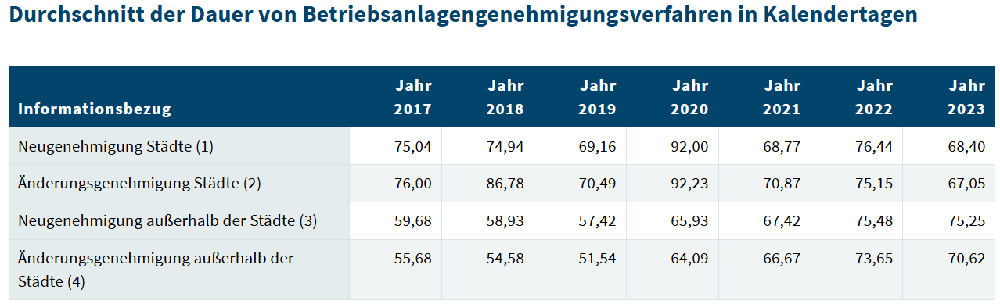 Durchschnitt der Dauer von Betriebsanlagengenehmigungsverfahren in Kalendertagen
Informationsbezug Jahr 2017 Jahr 2018 Jahr 2019 Jahr 2020 Jahr 2021 Jahr 2022 Jahr 2023
Neugenehmigung Städte (1) 75,04 74,94 69,16 92,00 68,77 76,44 68,40
Änderungsgenehmigung Städte (2) 76,00 86,78 70,49 92,23 70,87 75,15 67,05
Neugenehmigung außerhalb der Städte (3) 59,68 58,93 57,42 65,93 67,42 75,48 75,25
Änderungsgenehmigung außerhalb der 55,68 54,58 51,54 64,09 66,67 73,65 70,62
Städte (4)